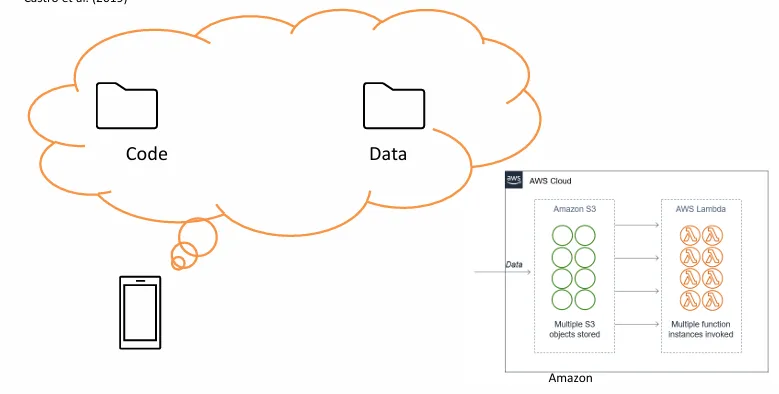 Castro et al. (2019)
Code
Data
aws
AWS Cloud
Amazon S3
AWS Lambda
Data
Multiple S3
objects stored
Multiple function
instances invoked
Amazon